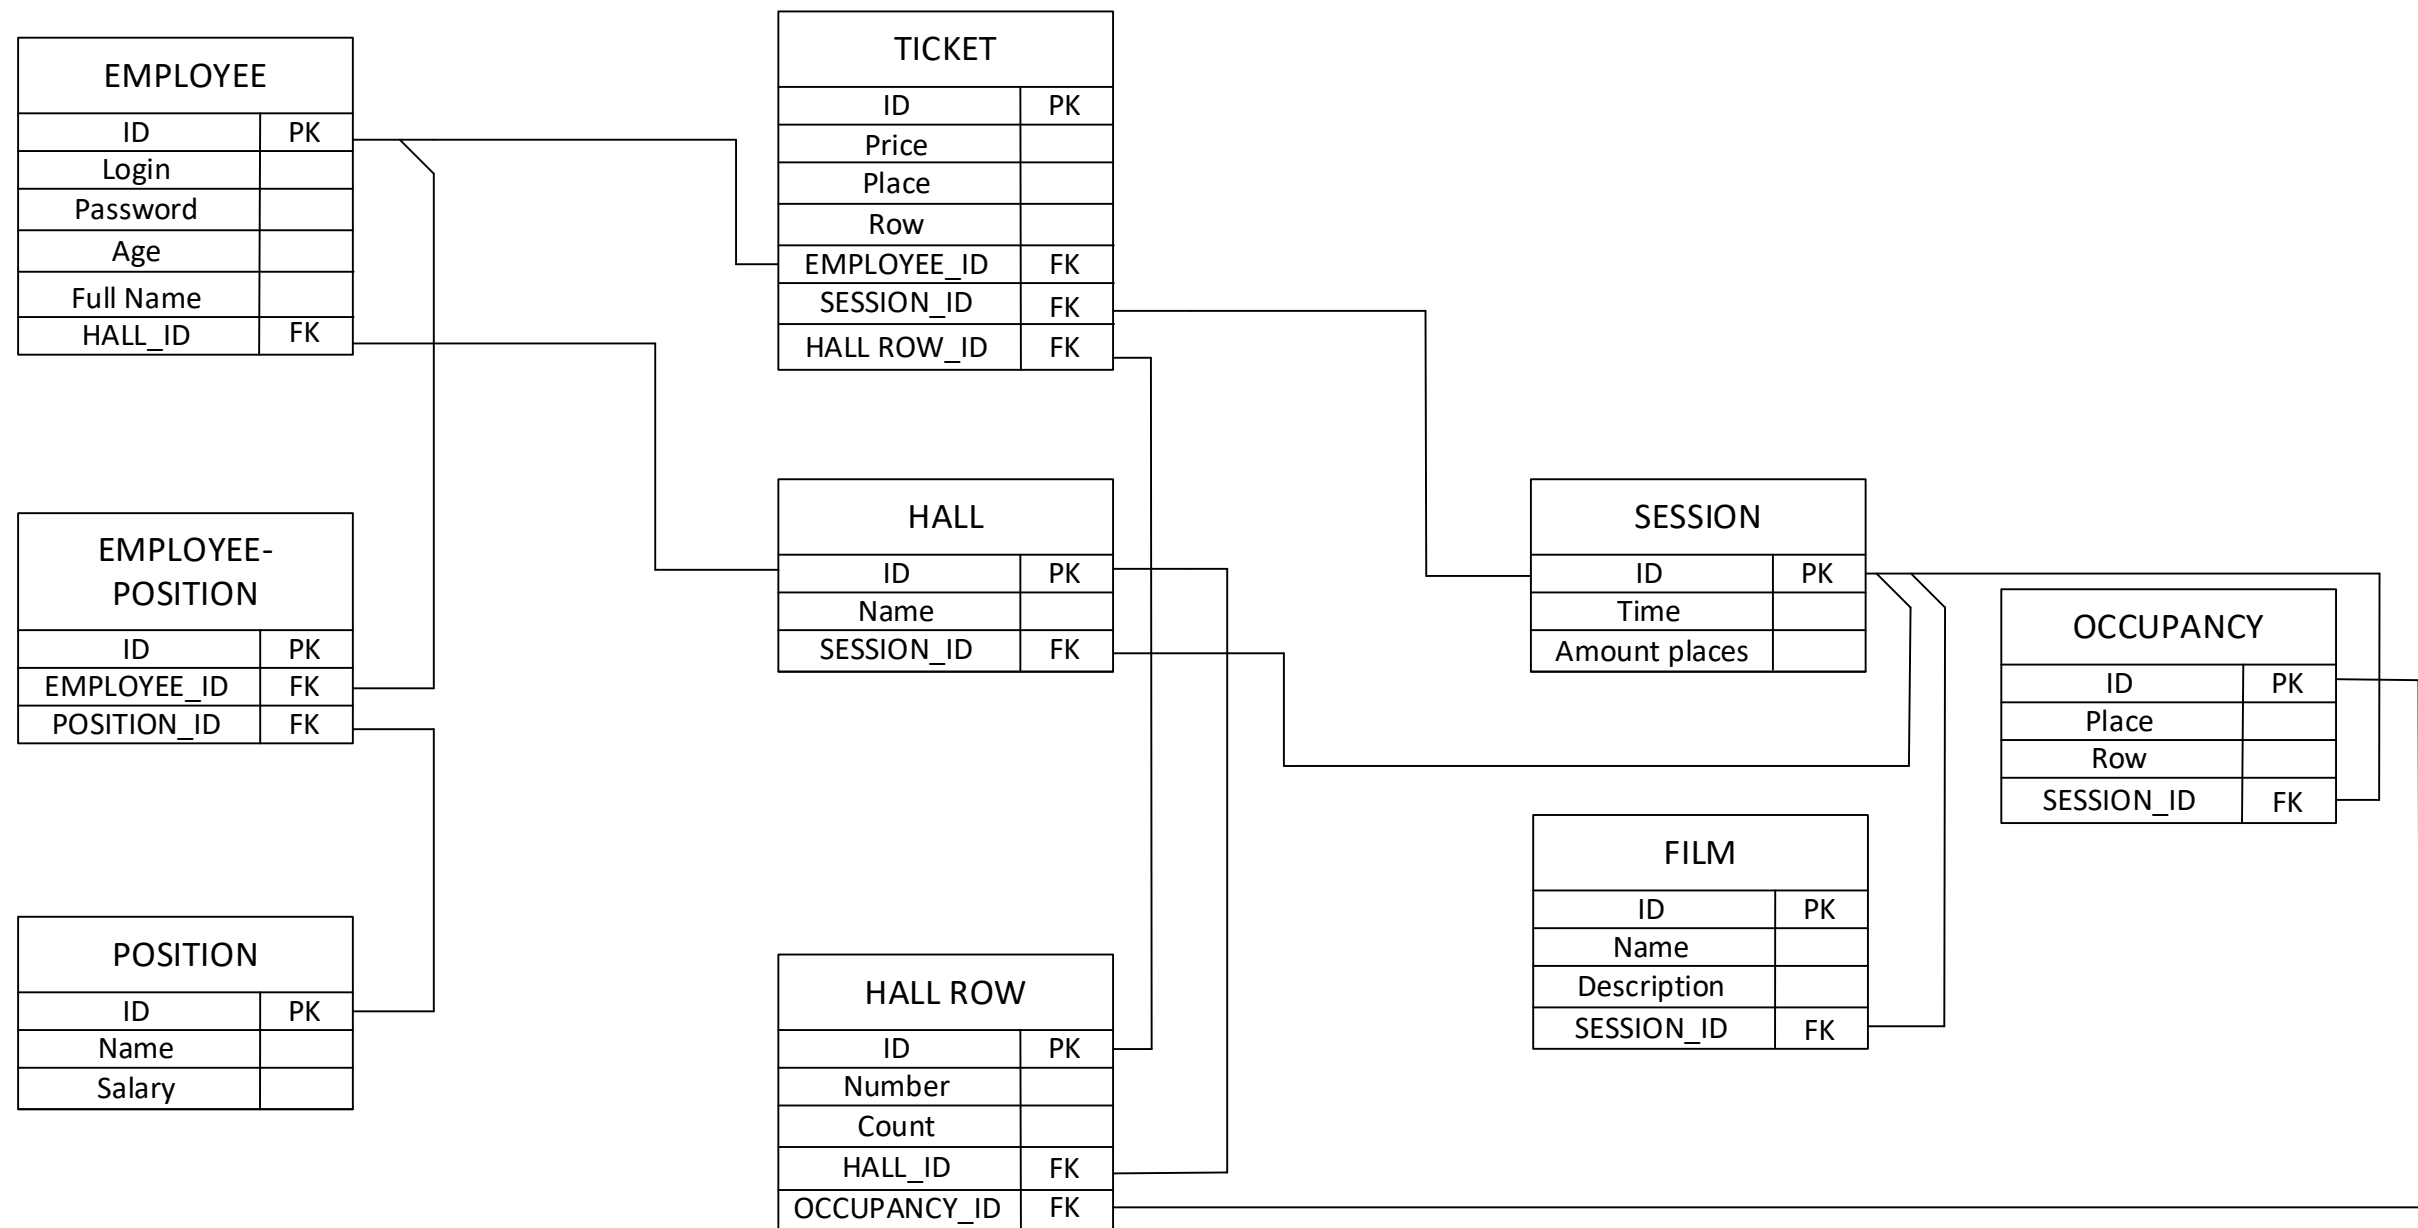 EMPLOYEE
ID PK
Login
Password
Age
Full Name
HALL_ID FK
TICKET
ID PK
Price
Place
Row
EMPLOYEE_ID FK
SESSION_ID FK
HALL ROW_ID FK
EMPLOYEE-
POSITION
ID PK
EMPLOYEE_ID FK
POSITION_ID FK
HALL
ID PK
Name
SESSION_ID FK
SESSION
ID PK
Time
Amount places
OCCUPANCY
ID PK
Place
Row
SESSION_ID FK
FILM
ID PK
Name
Description
SESSION_ID FK
POSITION
ID PK
Name
Salary
HALL ROW
ID PK
Number
Count
HALL_ID FK
OCCUPANCY_ID FK